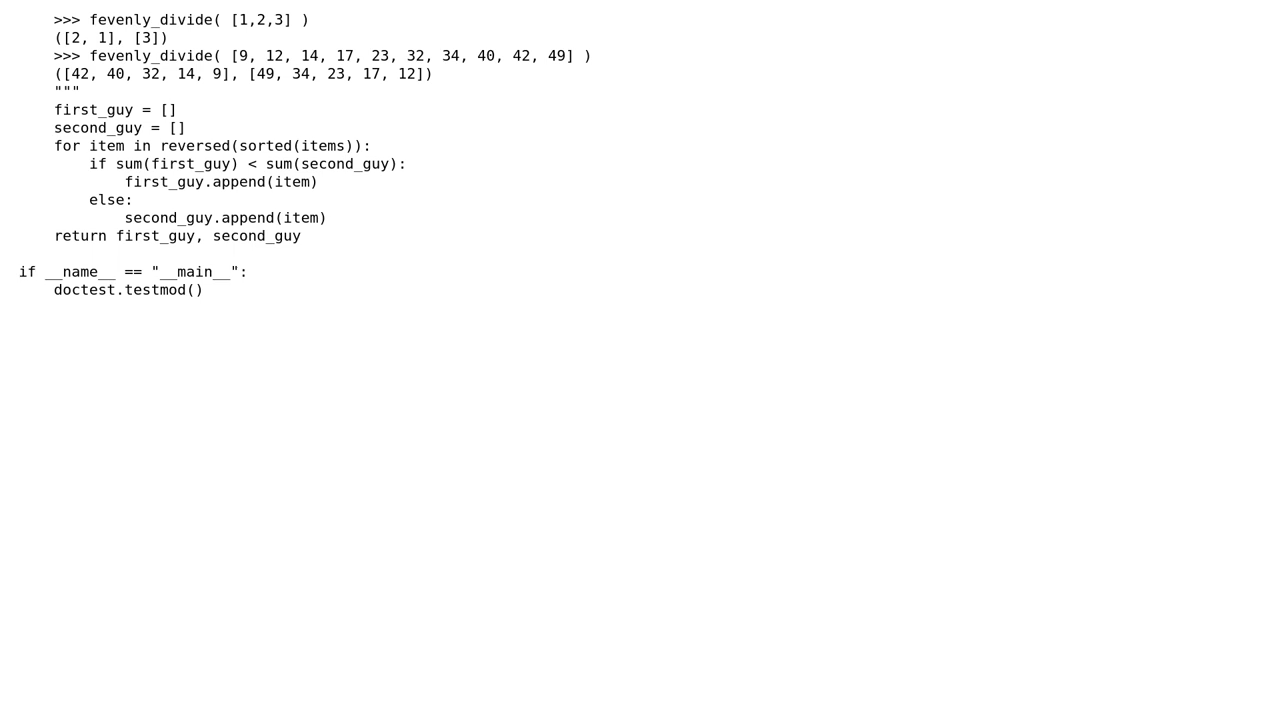 >>> fevenly_divide( [1,2,3] )
([2, 1], [3])
>>> fevenly_divide( [9, 12, 14, 17, 23, 32, 34, 40, 42, 49] )
([42, 40, 32, 14, 9], [49, 34, 23, 17, 12])
"""
first_guy = []
second_guy = []
for item in reversed(sorted(items)):
if sum(first_guy) < sum(second_guy):
first_guy.append(item)
else:
second_guy.append(item)
return first_guy, second_guy
if __name__ == "__main__":
doctest.testmod()